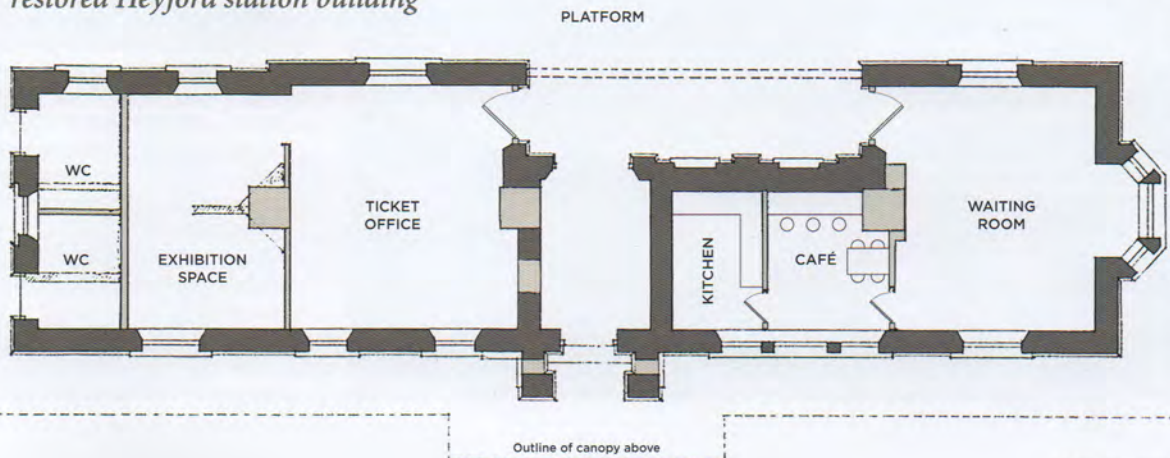 restored Heyford station building
PLATFORM
WC
WC
EXHIBITION
SPACE
TICKET
OFFICE
KITCHEN
CAFÉ
WAITING
ROOM
Outline of canopy above